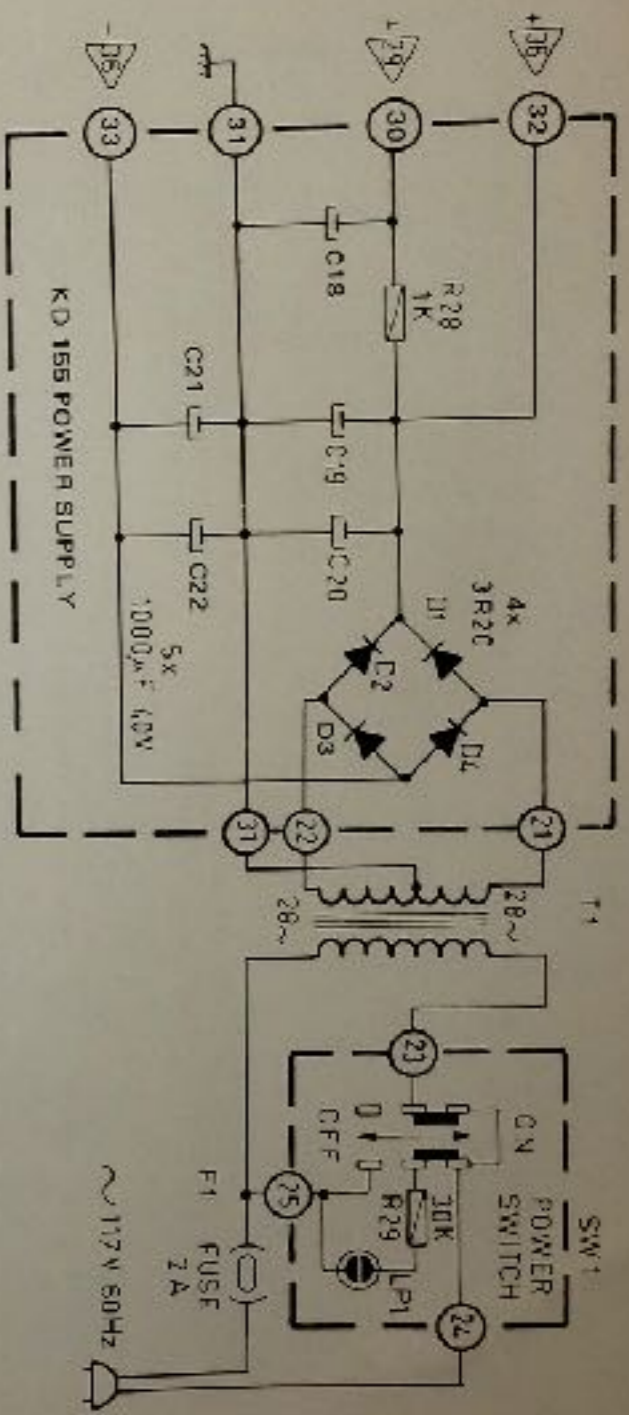 T1
SW1
POWER
SWITCH
+36
32
21
28~
ON
24
4x
D1
D4
+29
30
R28
1K
D2
D3
23
30K
R29
LP1
C18
C19
C20
22
28~
OFF
31
31
25
C21
C22
F1
FUSE
2A
-36
33
5x
1000µF 40V
~117V 60Hz
KD 155 POWER SUPPLY